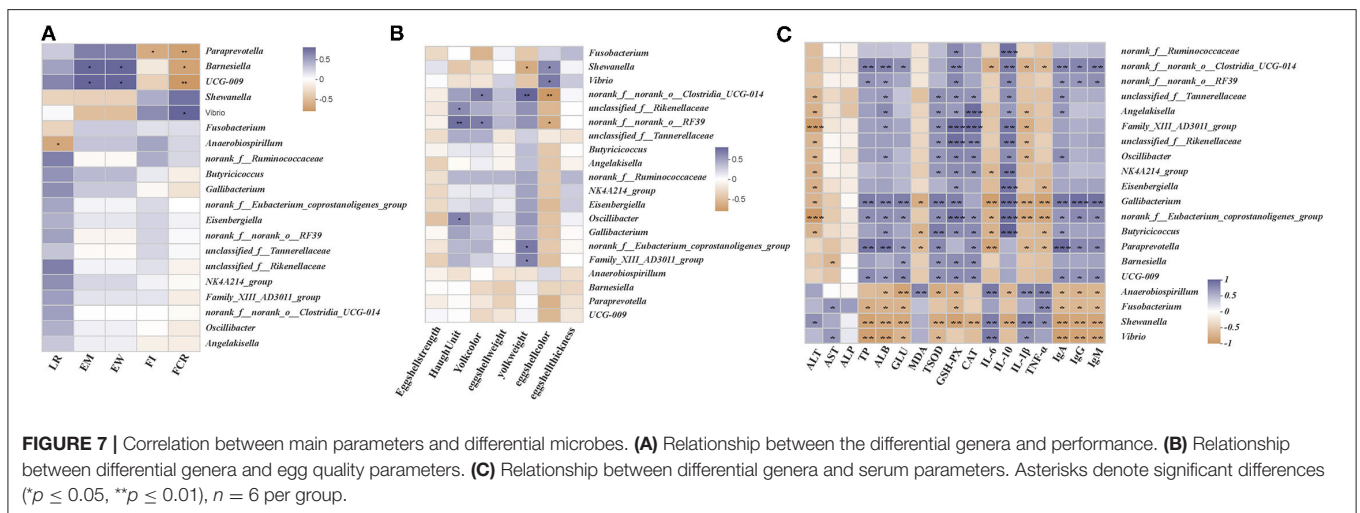 A
Paraprevotella
Barnesiella
UCG-009
Shewanella
Vibrio
Fusobacterium
Anaerobiospirillum
norank_f__Ruminococcaceae
Butyricicoccus
Gallibacterium
norank_f__Eubacterium_coprostanoligenes_group
Eisenbergiella
norank_f__norank_o__RF39
unclassified_f__Tannerellaceae
unclassified_f__Rikenellaceae
NK4A214_group
Family_XIII_AD3011_group
norank_f__norank_o__Clostridia_UCG-014
Oscillibacter
Angelakisella
LR
EM
EW
FI
FCR
0.5
0
-0.5
B
Fusobacterium
Shewanella
Vibrio
norank_f__norank_o__Clostridia_UCG-014
unclassified_f__Rikenellaceae
norank_f__norank_o__RF39
unclassified_f__Tannerellaceae
Butyricicoccus
Angelakisella
norank_f__Ruminococcaceae
NK4A214_group
Eisenbergiella
Oscillibacter
Gallibacterium
norank_f__Eubacterium_coprostanoligenes_group
Family_XIII_AD3011_group
Anaerobiospirillum
Barnesiella
Paraprevotella
UCG-009
Eggshellstrength
HaughUnit
Yolkcolor
eggshellweight
yolkweight
eggshellcolor
eggshellthickness
0.5
0
-0.5
C
norank_f__Ruminococcaceae
norank_f__norank_o__Clostridia_UCG-014
norank_f__norank_o__RF39
unclassified_f__Tannerellaceae
Angelakisella
Family_XIII_AD3011_group
unclassified_f__Rikenellaceae
Oscillibacter
NK4A214_group
Eisenbergiella
Gallibacterium
norank_f__Eubacterium_coprostanoligenes_group
Butyricicoccus
Paraprevotella
Barnesiella
UCG-009
Anaerobiospirillum
Fusobacterium
Shewanella
Vibrio
ALT
AST
ALP
TP
ALB
GLU
MDA
TSOD
GSH-PX
CAT
IL-6
IL-10
IL-1β
TNF-α
IgA
IgG
IgM
1
0.5
0
-0.5
-1
FIGURE 7 | Correlation between main parameters and differential microbes. (A) Relationship between the differential genera and performance. (B) Relationship
between differential genera and egg quality parameters. (C) Relationship between differential genera and serum parameters. Asterisks denote significant differences
(*p ≤ 0.05, **p ≤ 0.01), n = 6 per group.